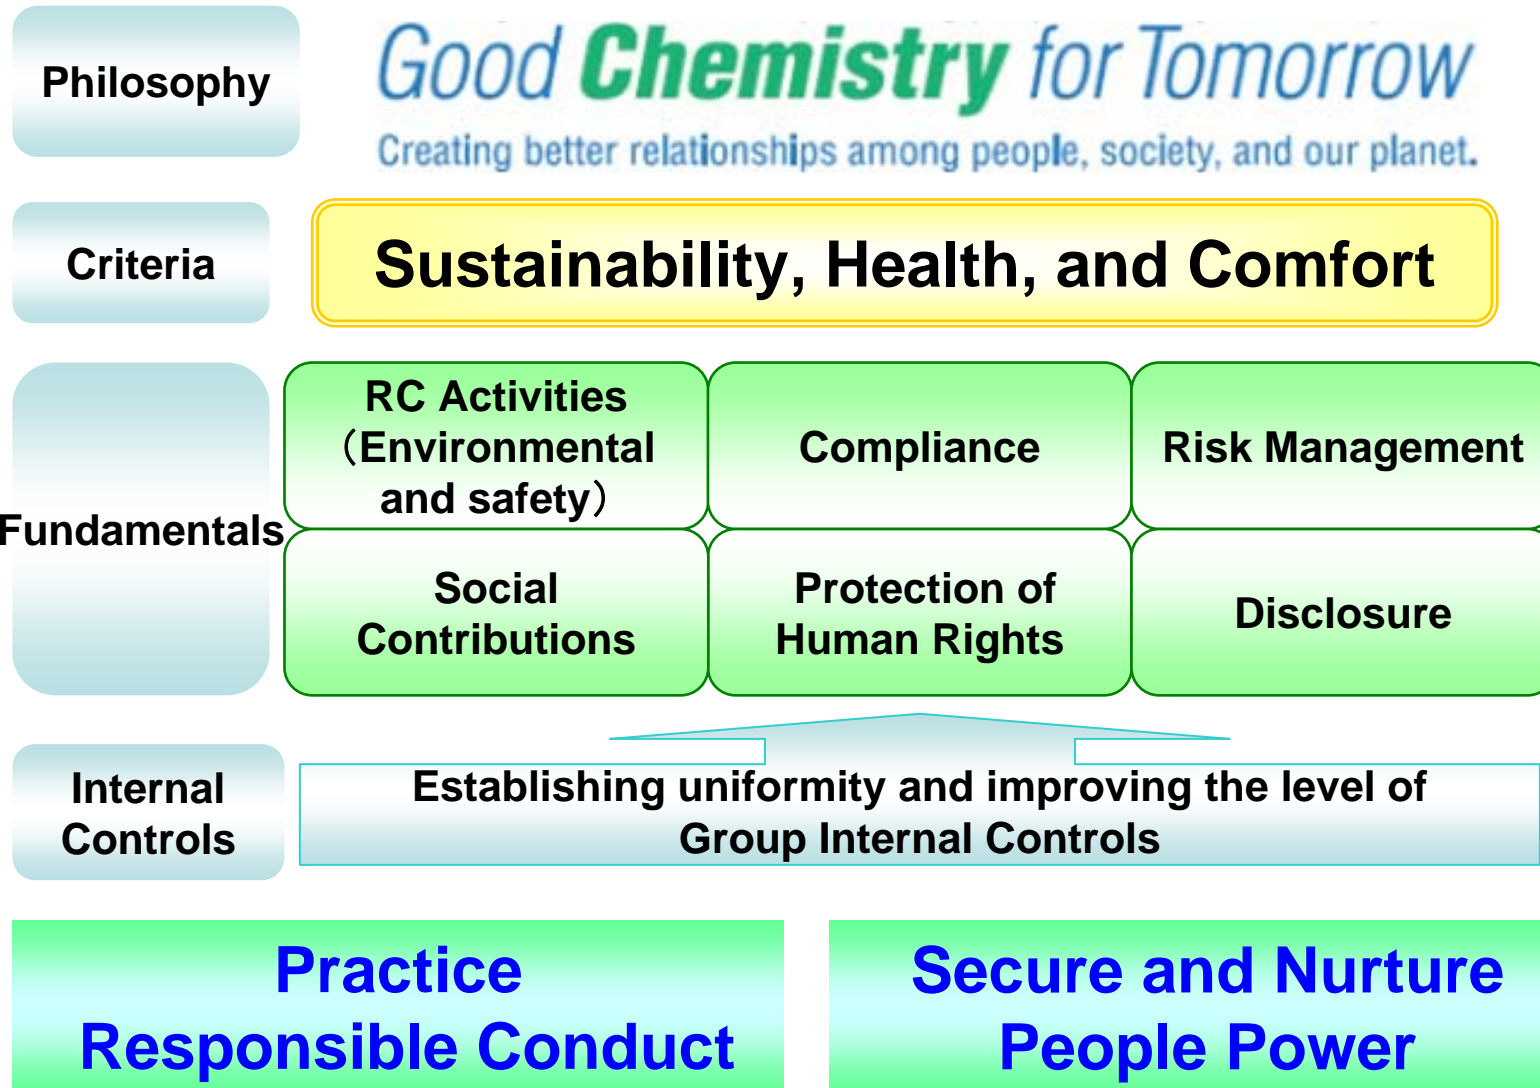 Philosophy
Good Chemistry for Tomorrow
Creating better relationships among people, society, and our planet.
Criteria
Sustainability, Health, and Comfort
Fundamentals
RC Activities
（Environmental
and safety）
Compliance
Risk Management
Social
Contributions
Protection of
Human Rights
Disclosure
Internal
Controls
Establishing uniformity and improving the level of
Group Internal Controls
Practice
Responsible Conduct
Secure and Nurture
People Power